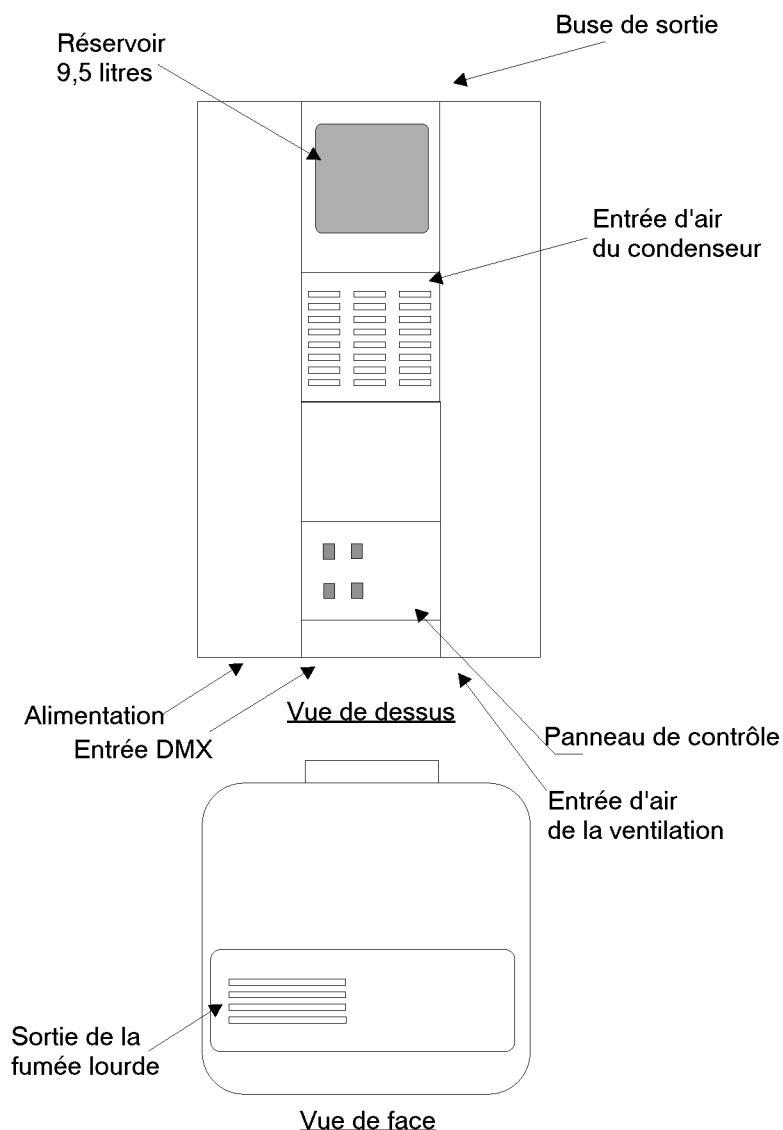 Buse de sortie
Réservoir
9,5 litres
Entrée d'air
du condenseur
Alimentation
Vue de dessus
Entrée DMX
Panneau de contrôle
Entrée d'air
de la ventilation
Sortie de la
fumée lourde
Vue de face